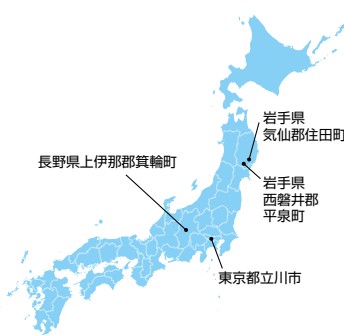 岩手県
気仙郡住田町
長野県上伊那郡箕輪町
岩手県
西磐井郡
平泉町
東京都立川市